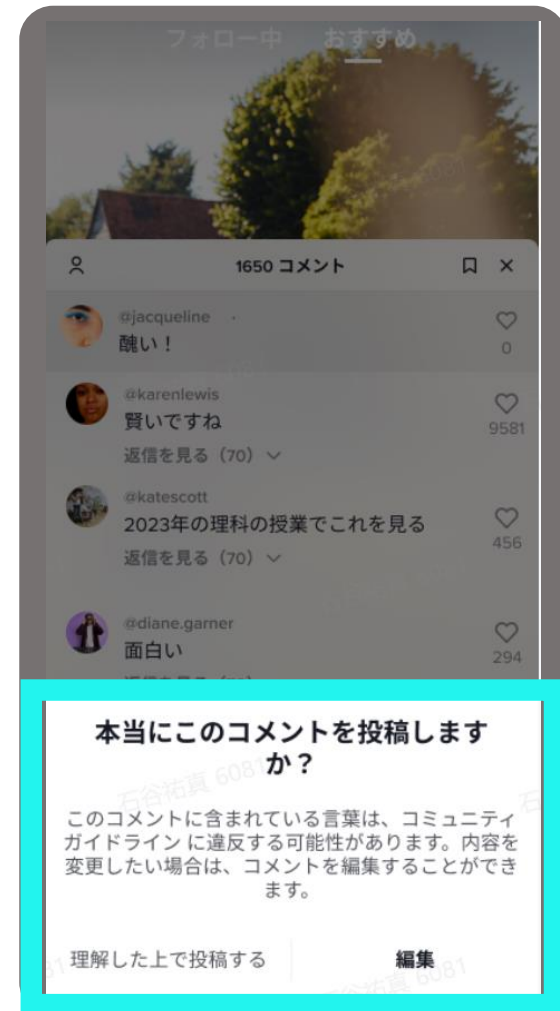 フォロー中 おすすめ
1650 コメント
@jacqueline ·
醜い！
0
@karenlewis
賢いですね
9581
返信を見る（70）
@katescott
2023年の理科の授業でこれを見る
456
返信を見る（70）
@diane.garner
面白い
294
本当にこのコメントを投稿します
か？
石谷祐真 6081
このコメントに含まれている言葉は、コミュニティ
ガイドライン に違反する可能性があります。内容を
変更したい場合は、コメントを編集することができ
ます。
理解した上で投稿する 編集